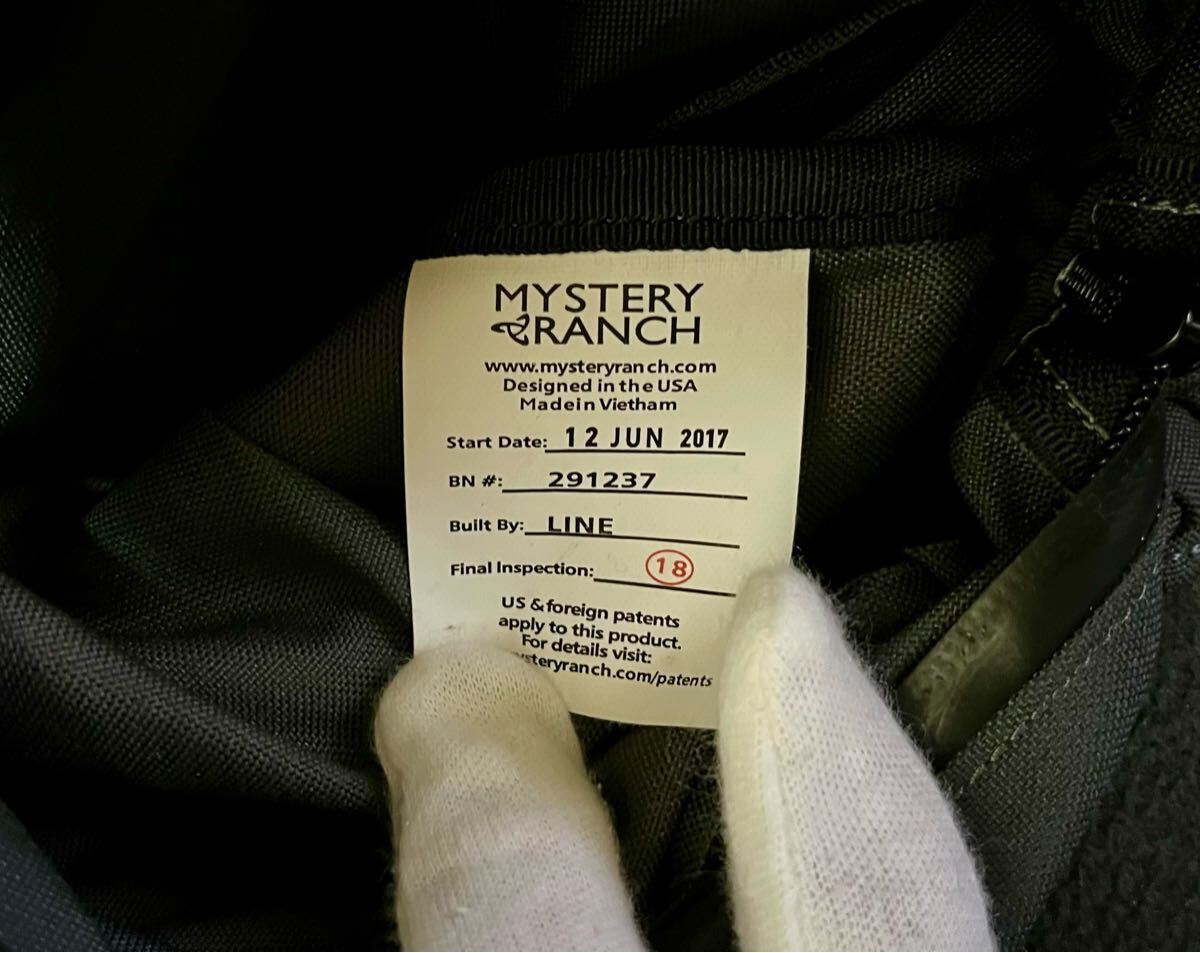 MYSTERY
RANCH
www.mysteryranch.com
Designed in the USA
Made in Vietnam
Start Date: 12 JUN 2017
BN #: 291237
Built By: LINE
Final Inspection: 18
US & foreign patents
apply to this product.
For details visit:
mysteryranch.com/patents